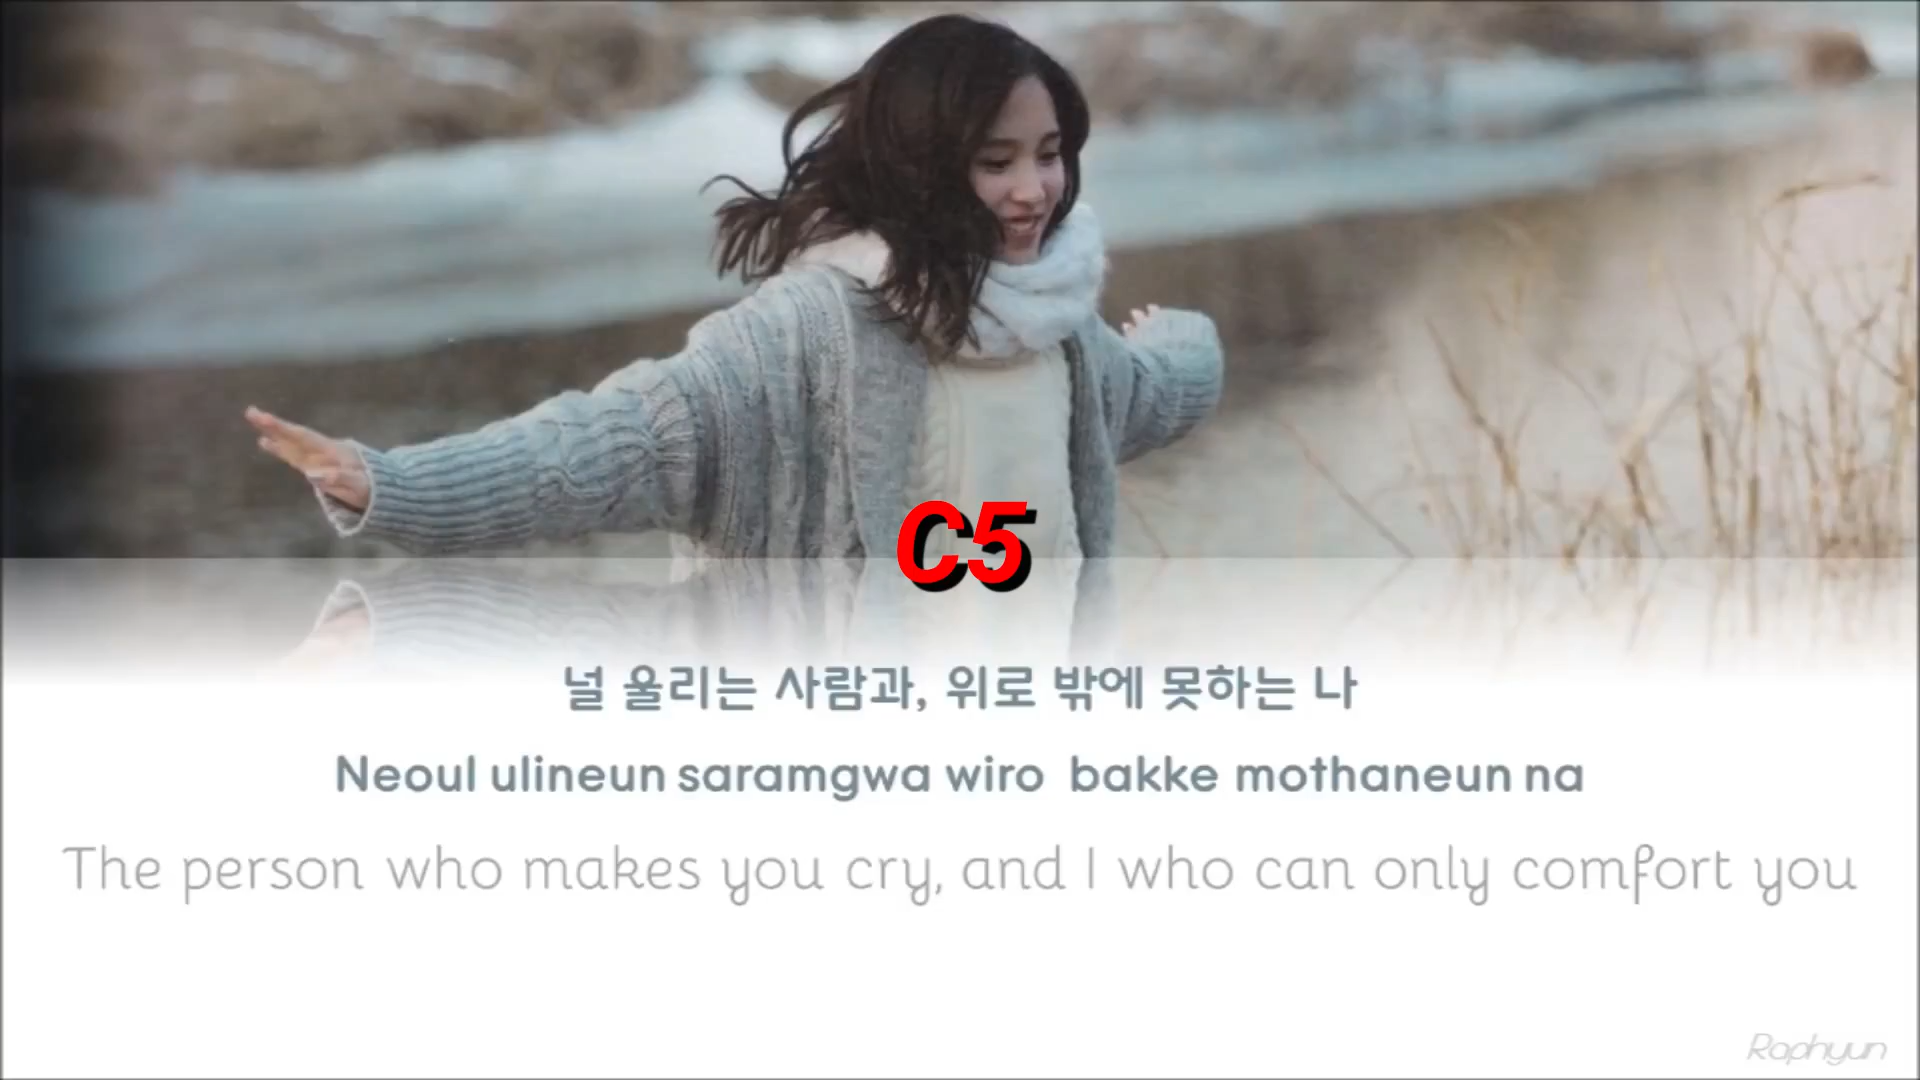 C5
널 울리는 사람과, 위로 밖에 못하는 나
Neoul ulineun saramgwa wiro bakke mothaneun na
The person who makes you cry, and I who can only comfort you
Raphyun